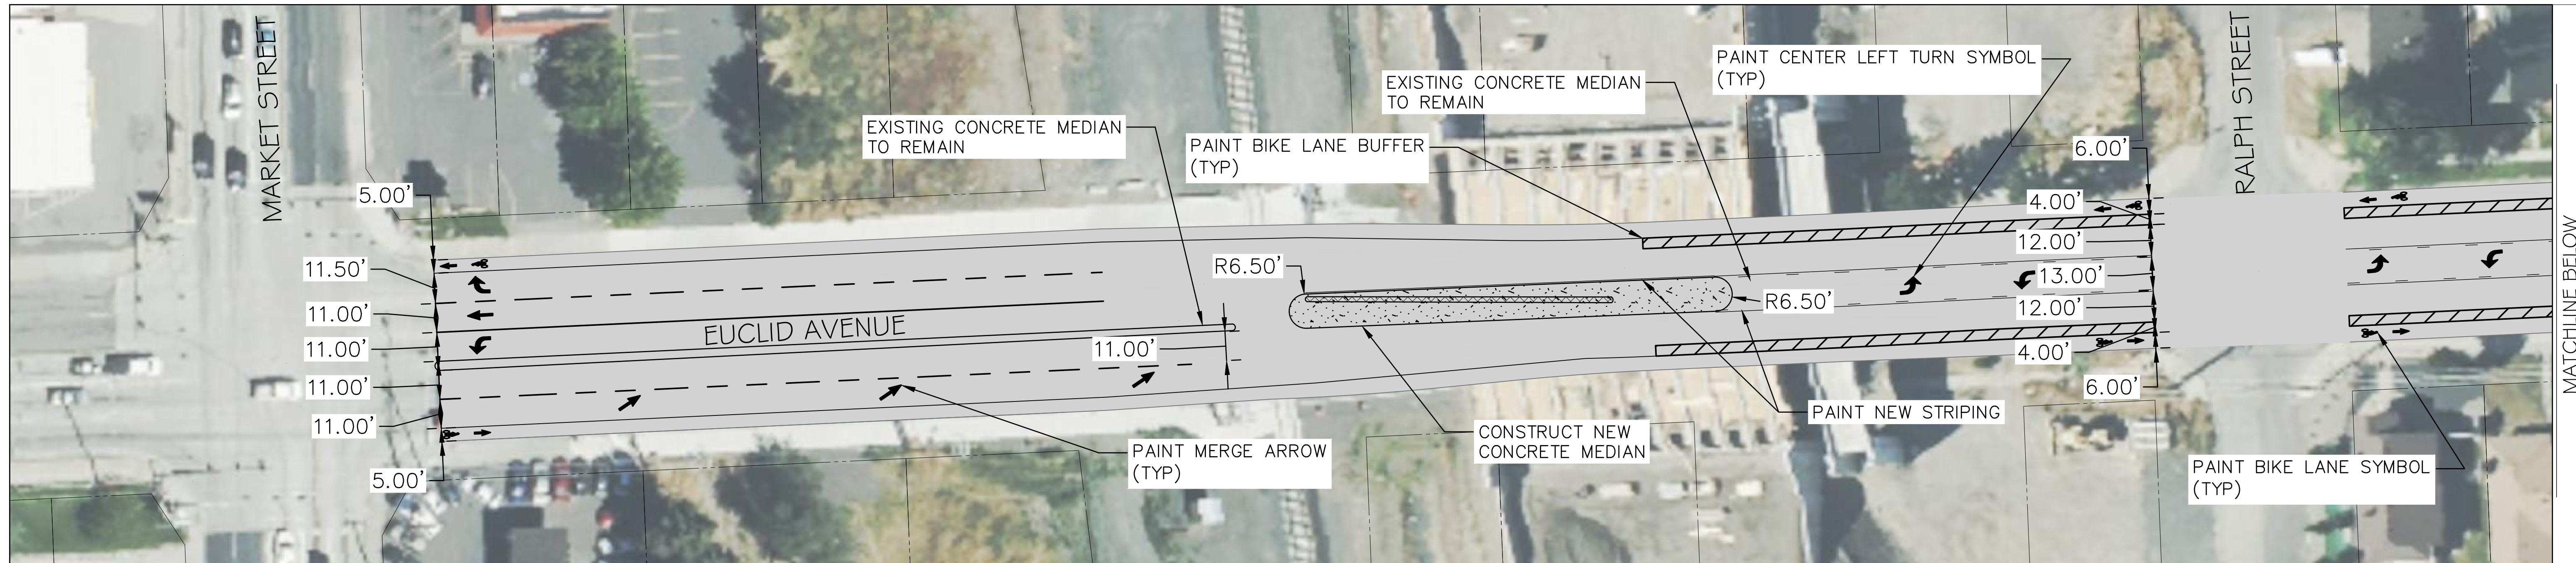 MARKET STREET
5.00'
11.50'
11.00'
11.00'
11.00'
11.00'
5.00'
EUCLID AVENUE
EXISTING CONCRETE MEDIAN
TO REMAIN
11.00'
PAINT MERGE ARROW
(TYP)
PAINT BIKE LANE BUFFER
(TYP)
R6.50'
EXISTING CONCRETE MEDIAN
TO REMAIN
CONSTRUCT NEW
CONCRETE MEDIAN
R6.50'
PAINT NEW STRIPING
PAINT CENTER LEFT TURN SYMBOL
(TYP)
6.00'
4.00'
12.00'
13.00'
12.00'
4.00'
6.00'
RALPH STREET
PAINT BIKE LANE SYMBOL
(TYP)
MATCHLINE BELOW